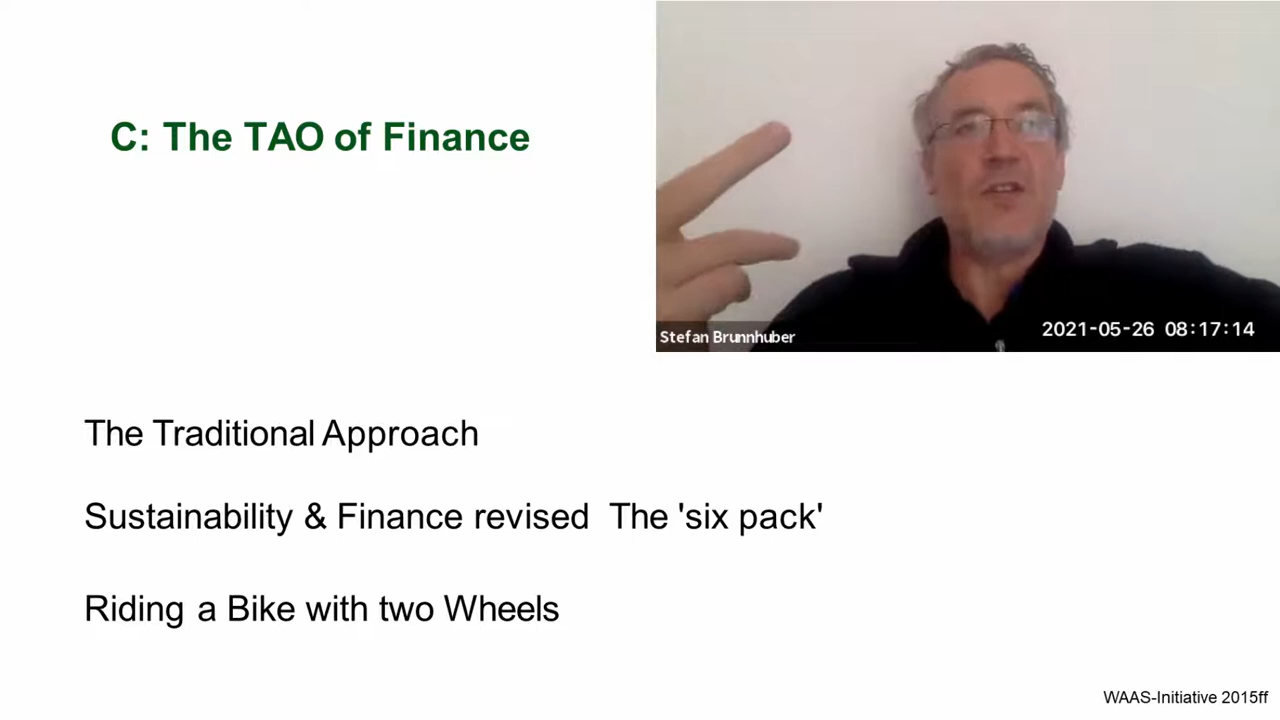 C: The TAO of Finance
Stefan Brunnhuber
2021-05-26 08:17:14
The Traditional Approach
Sustainability & Finance revised The 'six pack'
Riding a Bike with two Wheels
WAAS-Initiative 2015ff